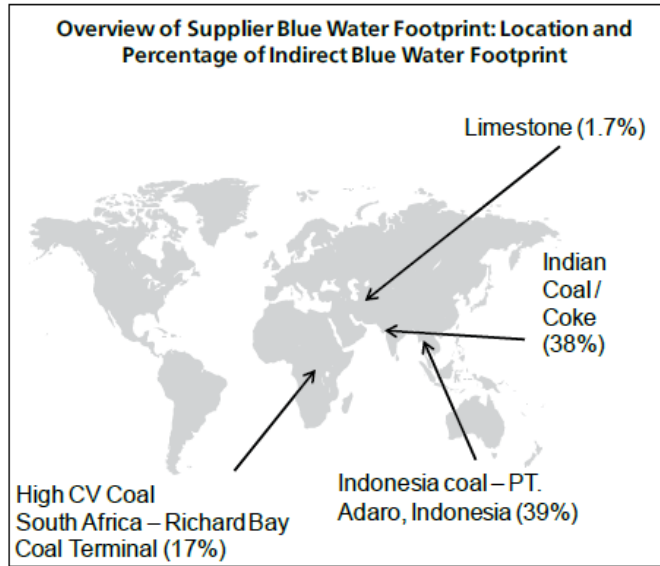 Overview of Supplier Blue Water Footprint: Location and
Percentage of Indirect Blue Water Footprint
Limestone (1.7%)
Indian
Coal /
Coke
(38%)
High CV Coal
South Africa – Richard Bay
Coal Terminal (17%)
Indonesia coal – PT.
Adaro, Indonesia (39%)